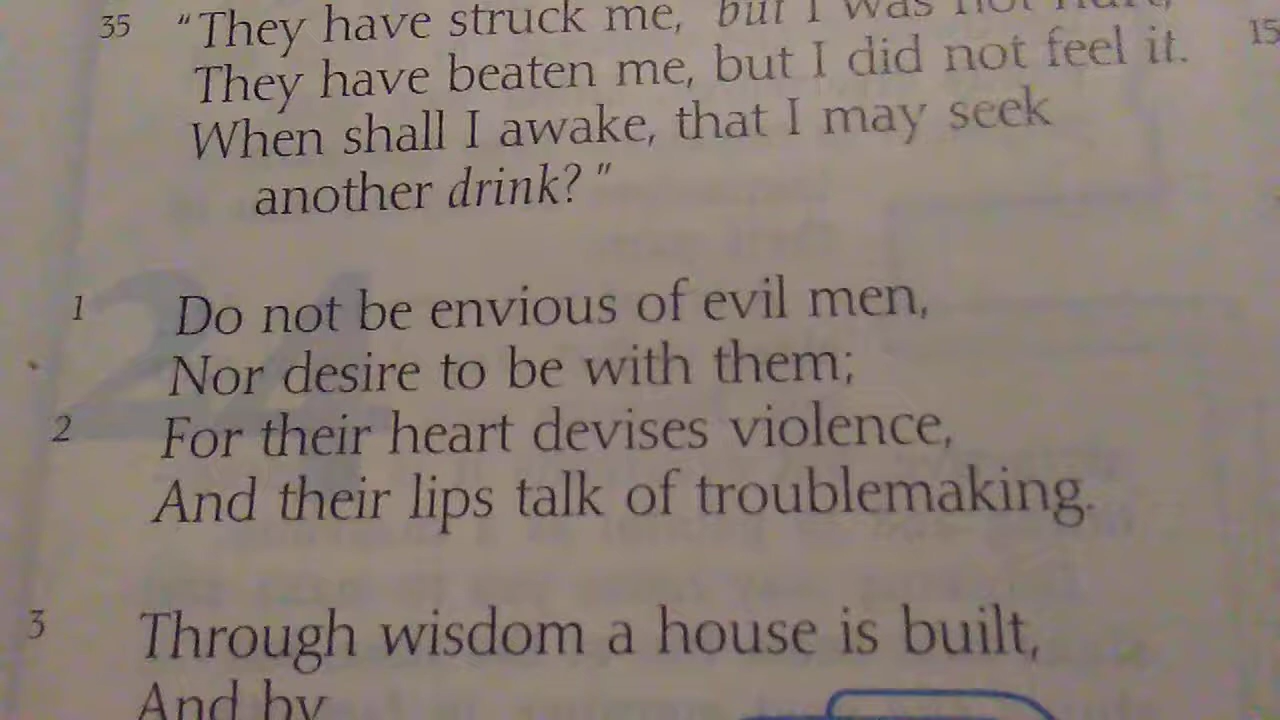 35 "They have struck me, but I was not hurt;
They have beaten me, but I did not feel it.
When shall I awake, that I may seek
another drink?"
15
24
1 Do not be envious of evil men,
Nor desire to be with them;
2 For their heart devises violence,
And their lips talk of troublemaking.
3 Through wisdom a house is built,
And by